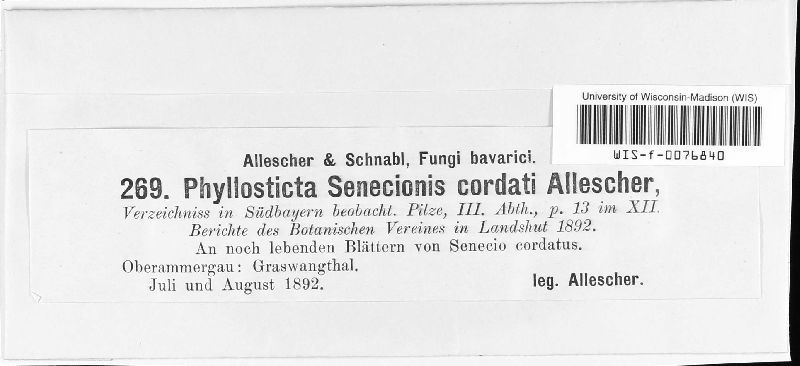 University of Wisconsin-Madison (WIS)
WIS-f-0076840
Allescher & Schnabl, Fungi bavarici.
269. Phyllosticta Senecionis cordati Allescher,
Verzeichniss in Südbayern beobacht. Pilze, III. Abth., p. 13 im XII.
Berichte des Botanischen Vereines in Landshut 1892.
An noch lebenden Blättern von Senecio cordatus.
Oberammergau: Graswangthal.
Juli und August 1892.
leg. Allescher.